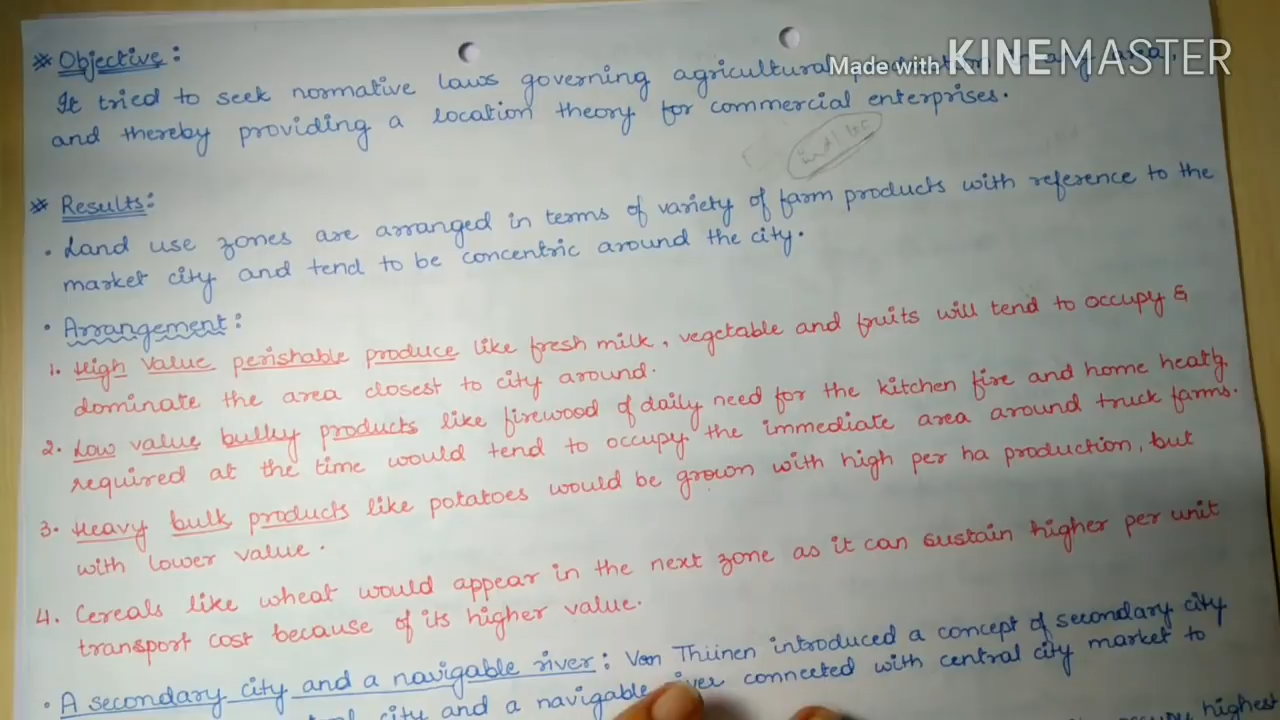 Made with KINEMASTER
* Objective:
It tried to seek normative laws governing agricultural in any area,
and thereby providing a location theory for commercial enterprises.
* Results:
• Land use zones are arranged in terms of variety of farm products with reference to the
market city and tend to be concentric around the city.
• Arrangement:
1. High value perishable produce like fresh milk, vegetable and fruits will tend to occupy &
dominate the area closest to city around.
2. Low value bulky products like firewood of daily need for the kitchen fire and home heatg.
required at the time would tend to occupy the immediate area around truck farms.
3. Heavy bulk products like potatoes would be grown with high per ha production, but
with lower value.
4. Cereals like wheat would appear in the next zone as it can sustain higher per unit
transport cost because of its higher value.
• A secondary city and a navigable river: Von Thiinen introduced a concept of secondary city
city and a navigable river connected with central city market to
highest